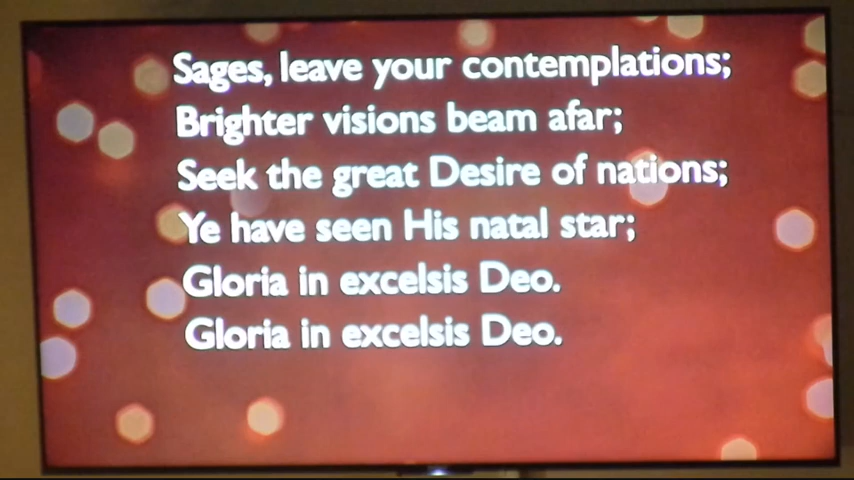 Sages, leave your contemplations;
Brighter visions beam afar;
Seek the great Desire of nations;
Ye have seen His natal star;
Gloria in excelsis Deo.
Gloria in excelsis Deo.